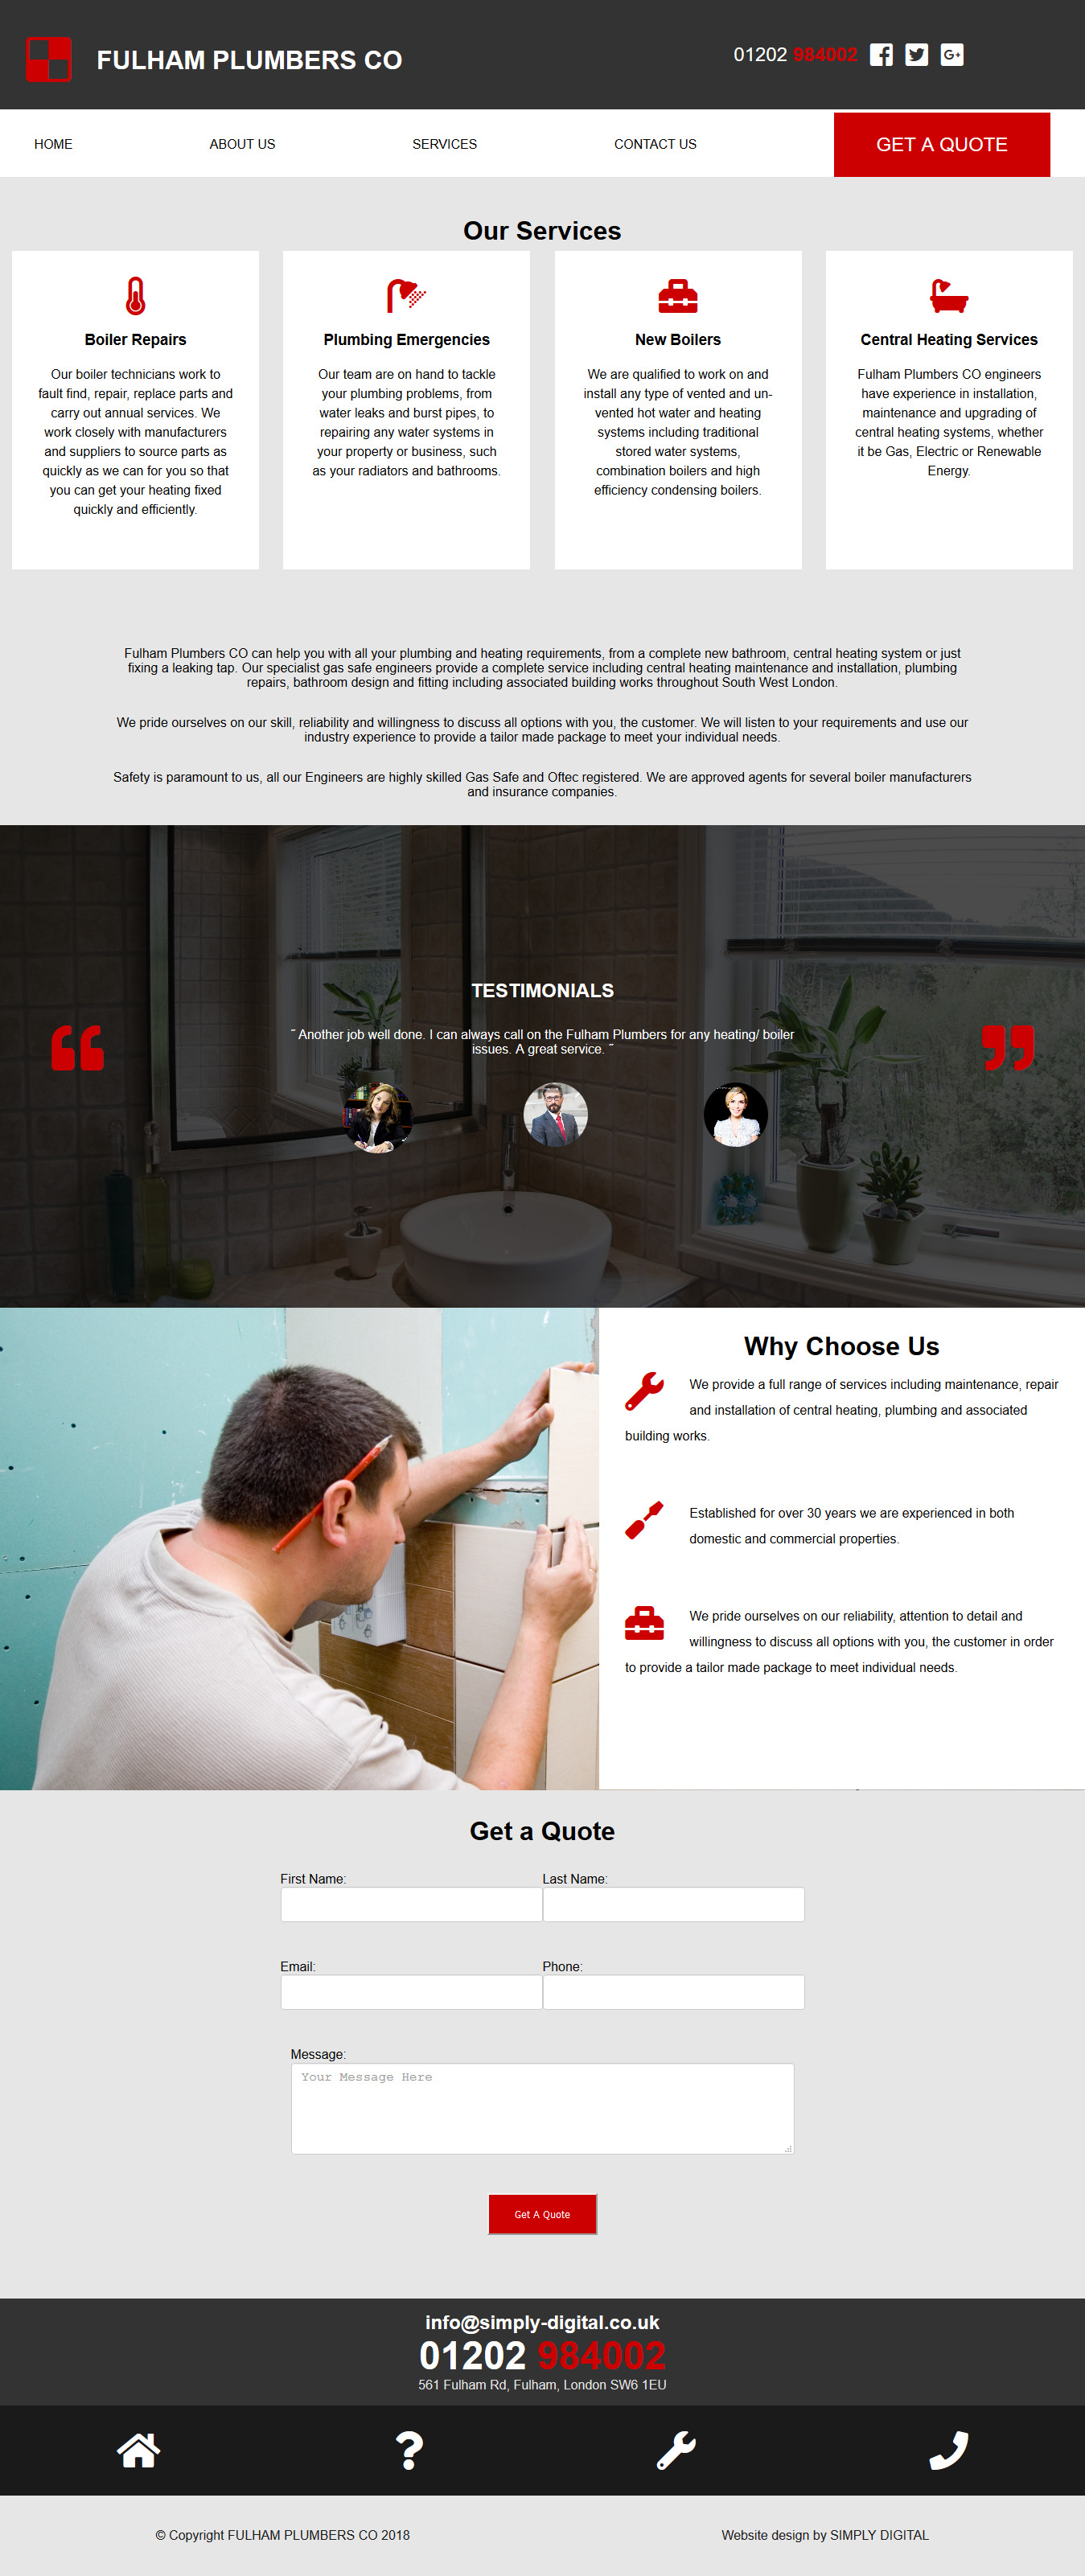 FULHAM PLUMBERS CO
01202 984002
HOME
ABOUT US
SERVICES
CONTACT US
GET A QUOTE
Our Services
Boiler Repairs
Our boiler technicians work to
fault find, repair, replace parts and
carry out annual services. We
work closely with manufacturers
and suppliers to source parts as
quickly as we can for you so that
you can get your heating fixed
quickly and efficiently.
Plumbing Emergencies
Our team are on hand to tackle
your plumbing problems, from
water leaks and burst pipes, to
repairing any water systems in
your property or business, such
as your radiators and bathrooms.
New Boilers
We are qualified to work on and
install any type of vented and un-
vented hot water and heating
systems including traditional
stored water systems,
combination boilers and high
efficiency condensing boilers.
Central Heating Services
Fulham Plumbers CO engineers
have experience in installation,
maintenance and upgrading of
central heating systems, whether
it be Gas, Electric or Renewable
Energy.
Fulham Plumbers CO can help you with all your plumbing and heating requirements, from a complete new bathroom, central heating system or just
fixing a leaking tap. Our specialist gas safe engineers provide a complete service including central heating maintenance and installation, plumbing
repairs, bathroom design and fitting including associated building works throughout South West London.
We pride ourselves on our skill, reliability and willingness to discuss all options with you, the customer. We will listen to your requirements and use our
industry experience to provide a tailor made package to meet your individual needs.
Safety is paramount to us, all our Engineers are highly skilled Gas Safe and Oftec registered. We are approved agents for several boiler manufacturers
and insurance companies.
TESTIMONIALS
˝ Another job well done. I can always call on the Fulham Plumbers for any heating/ boiler
issues. A great service. ˝
Why Choose Us
We provide a full range of services including maintenance, repair
and installation of central heating, plumbing and associated
building works.
Established for over 30 years we are experienced in both
domestic and commercial properties.
We pride ourselves on our reliability, attention to detail and
willingness to discuss all options with you, the customer in order
to provide a tailor made package to meet individual needs.
Get a Quote
First Name:
Last Name:
Email:
Phone:
Message:
Your Message Here
Get A Quote
info@simply-digital.co.uk
01202 984002
561 Fulham Rd, Fulham, London SW6 1EU
© Copyright FULHAM PLUMBERS CO 2018
Website design by SIMPLY DIGITAL